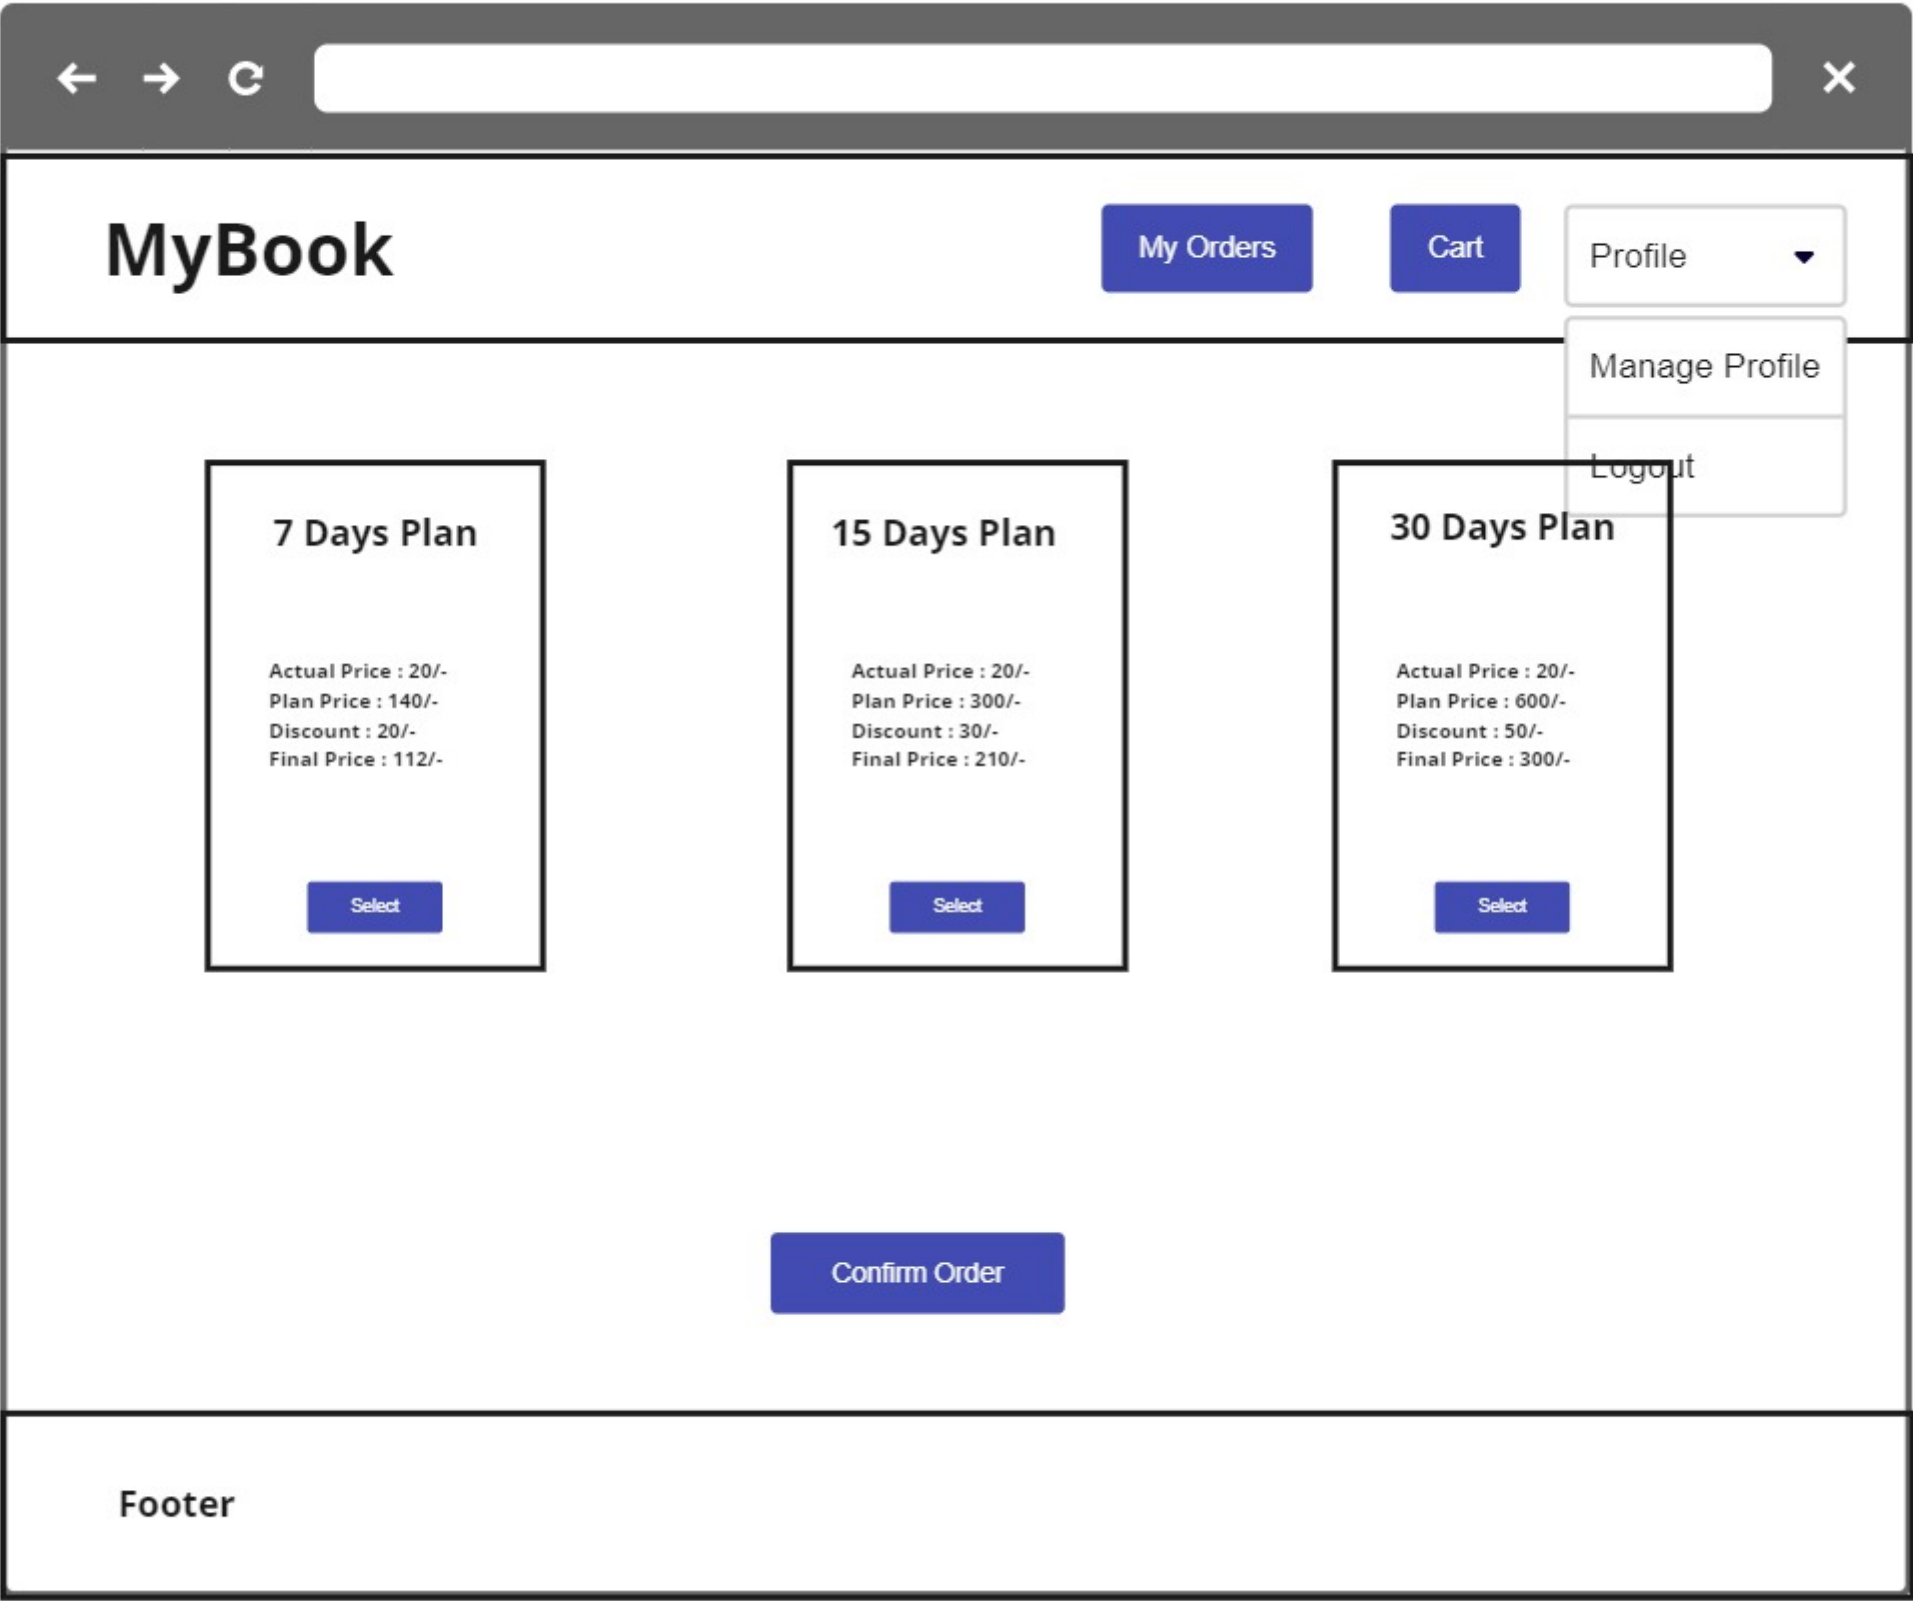 MyBook
My Orders
Cart
Profile
Manage Profile
Logout
7 Days Plan
Actual Price : 20/-
Plan Price : 140/-
Discount : 20/-
Final Price : 112/-
Select
15 Days Plan
Actual Price : 20/-
Plan Price : 300/-
Discount : 30/-
Final Price : 210/-
Select
30 Days Plan
Actual Price : 20/-
Plan Price : 600/-
Discount : 50/-
Final Price : 300/-
Select
Confirm Order
Footer